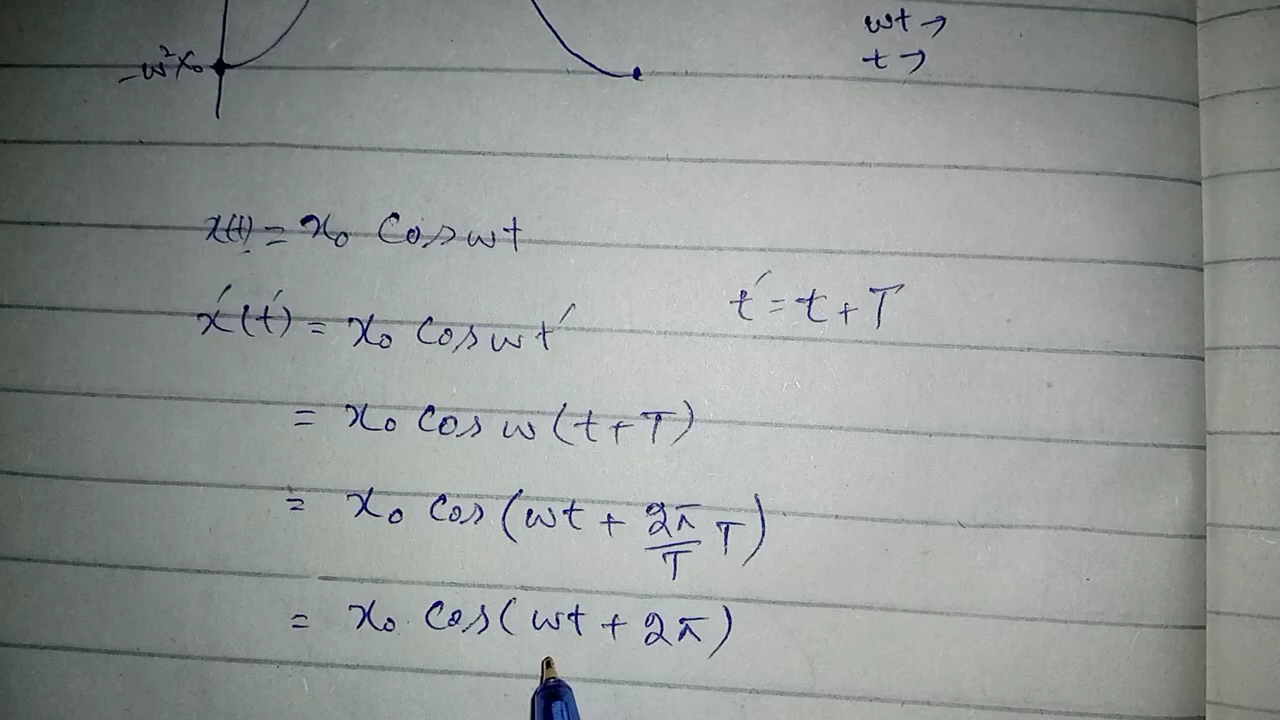 ωt →
-ω²x₀
t →
x(t) = x₀ Cos ωt
x′(t′) = x₀ Cos ωt′
t′ = t + T
= x₀ Cos ω (t + T)
= x₀ Cos (ωt + 2π/T T)
= x₀ Cos (ωt + 2π)